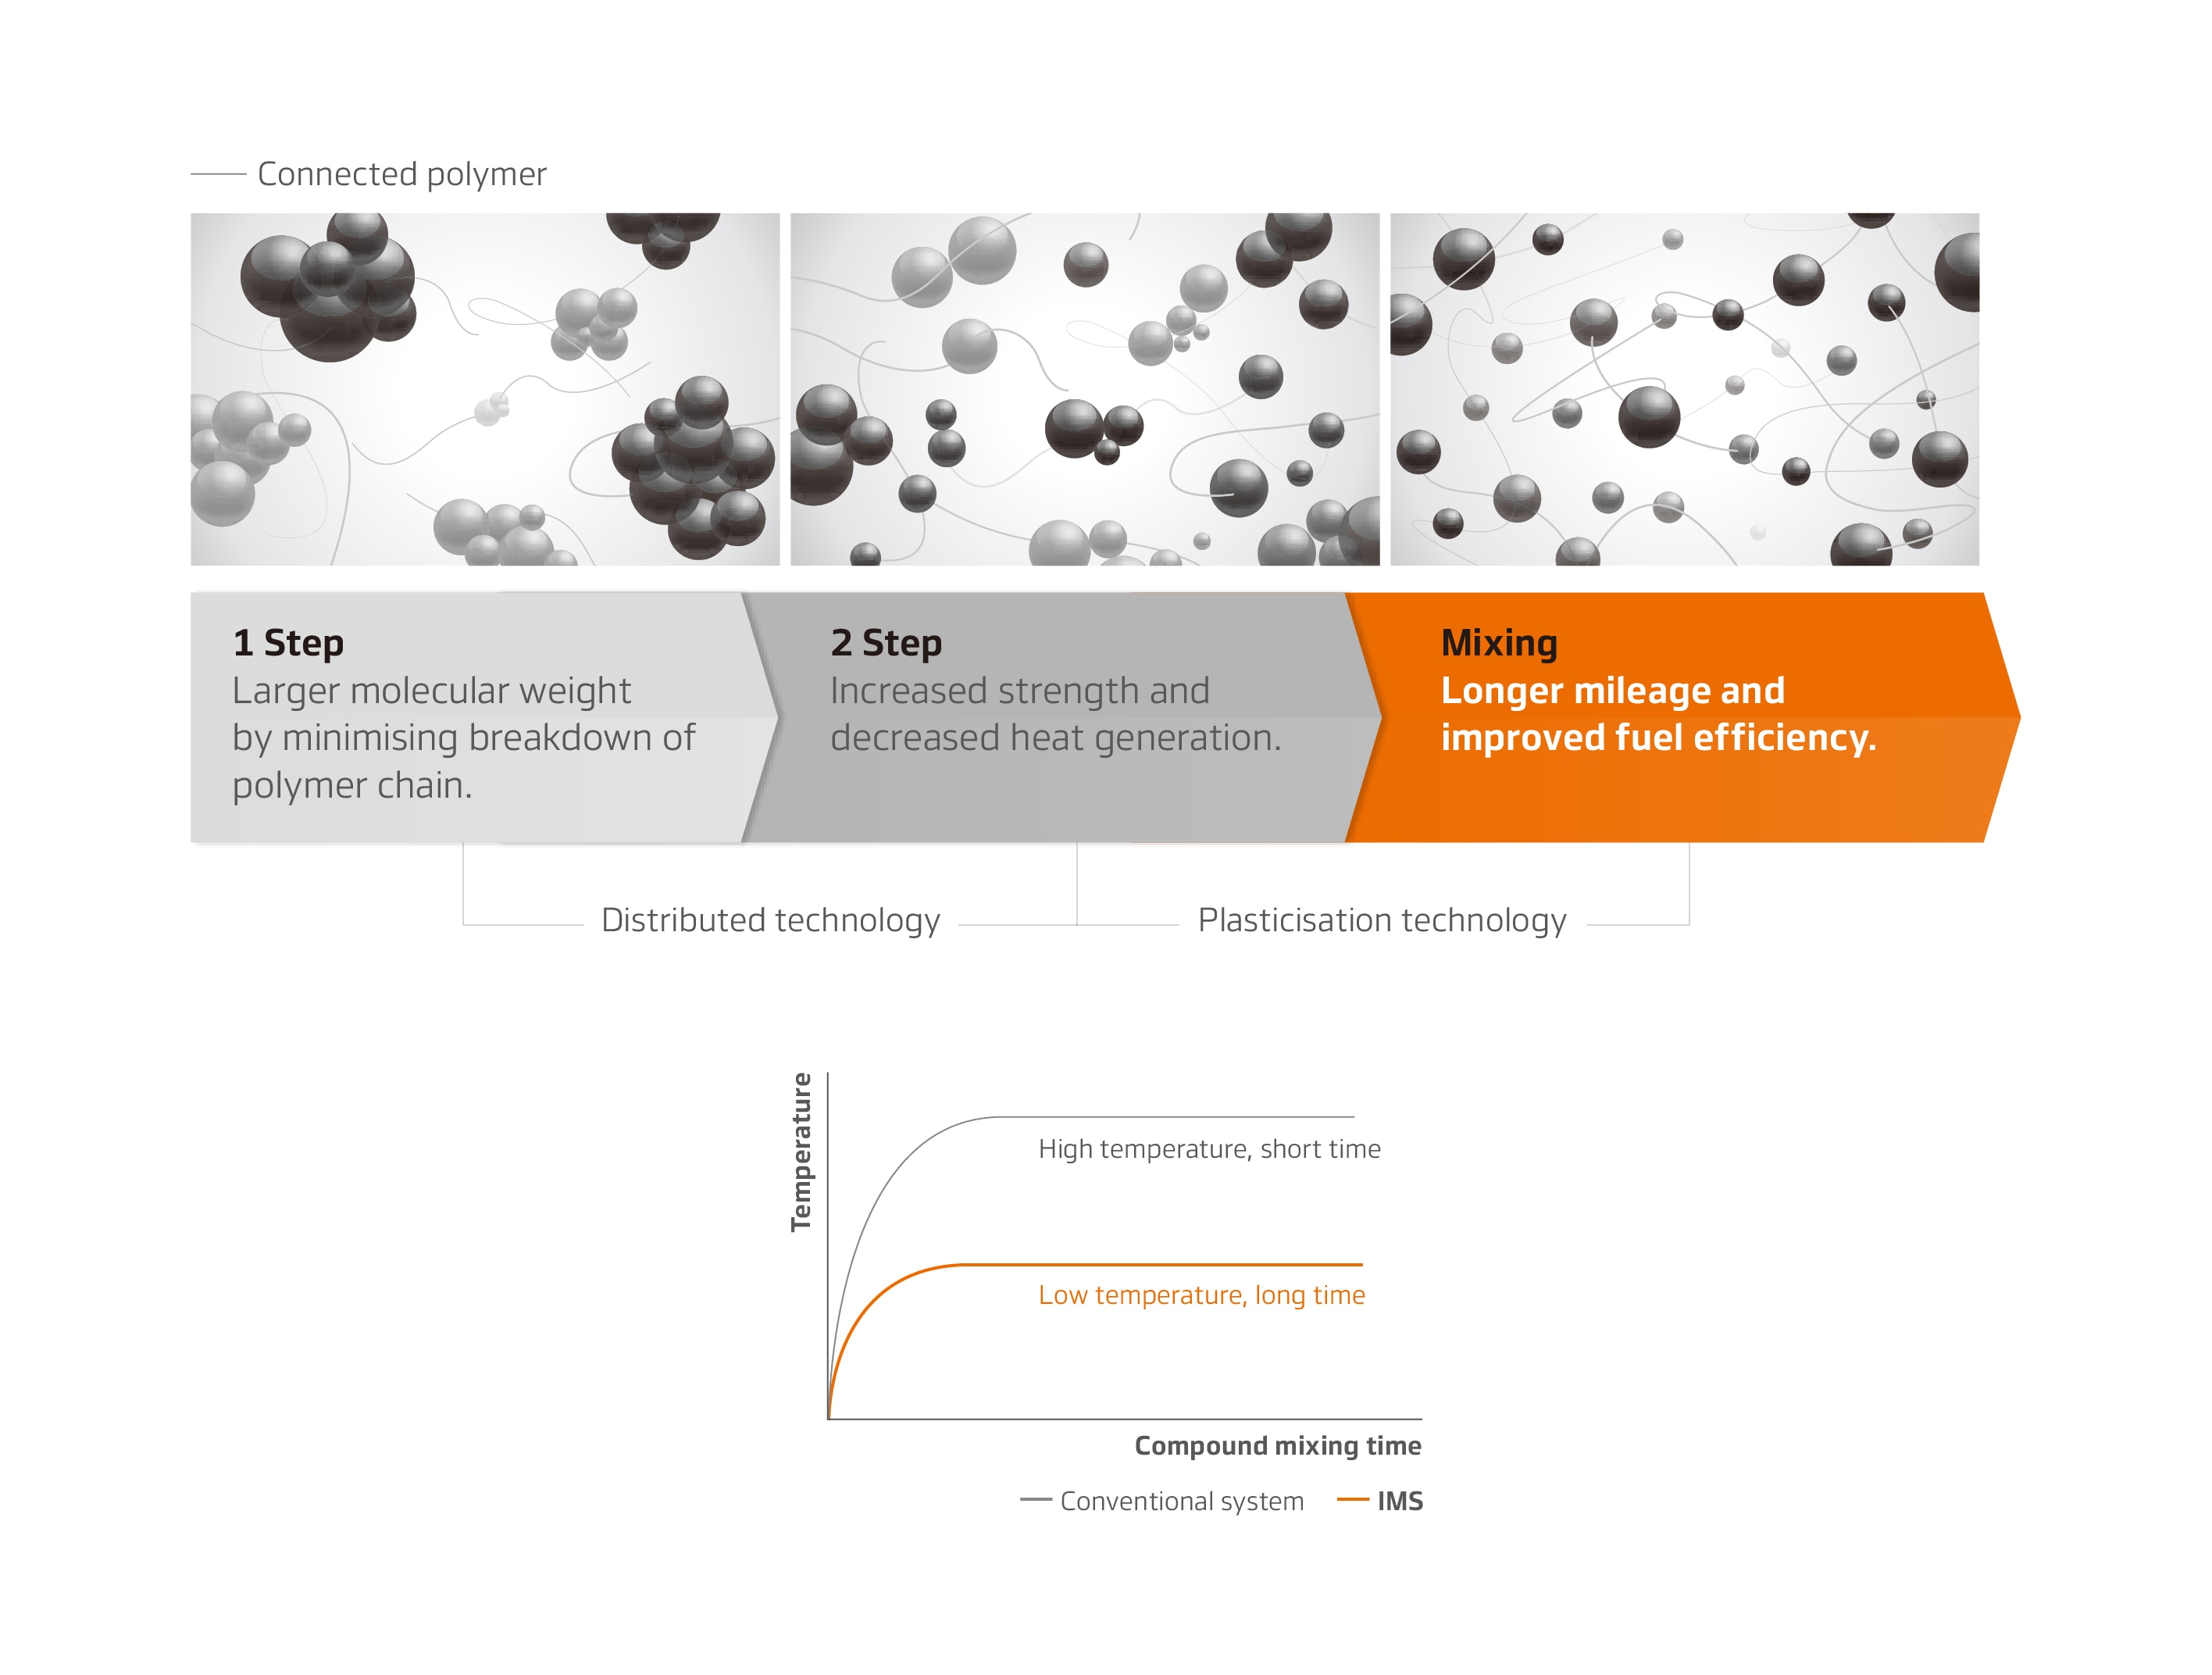 Connected polymer
1 Step
Larger molecular weight
by minimising breakdown of
polymer chain.
2 Step
Increased strength and
decreased heat generation.
Mixing
Longer mileage and
improved fuel efficiency.
Distributed technology
Plasticisation technology
Temperature
High temperature, short time
Low temperature, long time
Compound mixing time
Conventional system
IMS